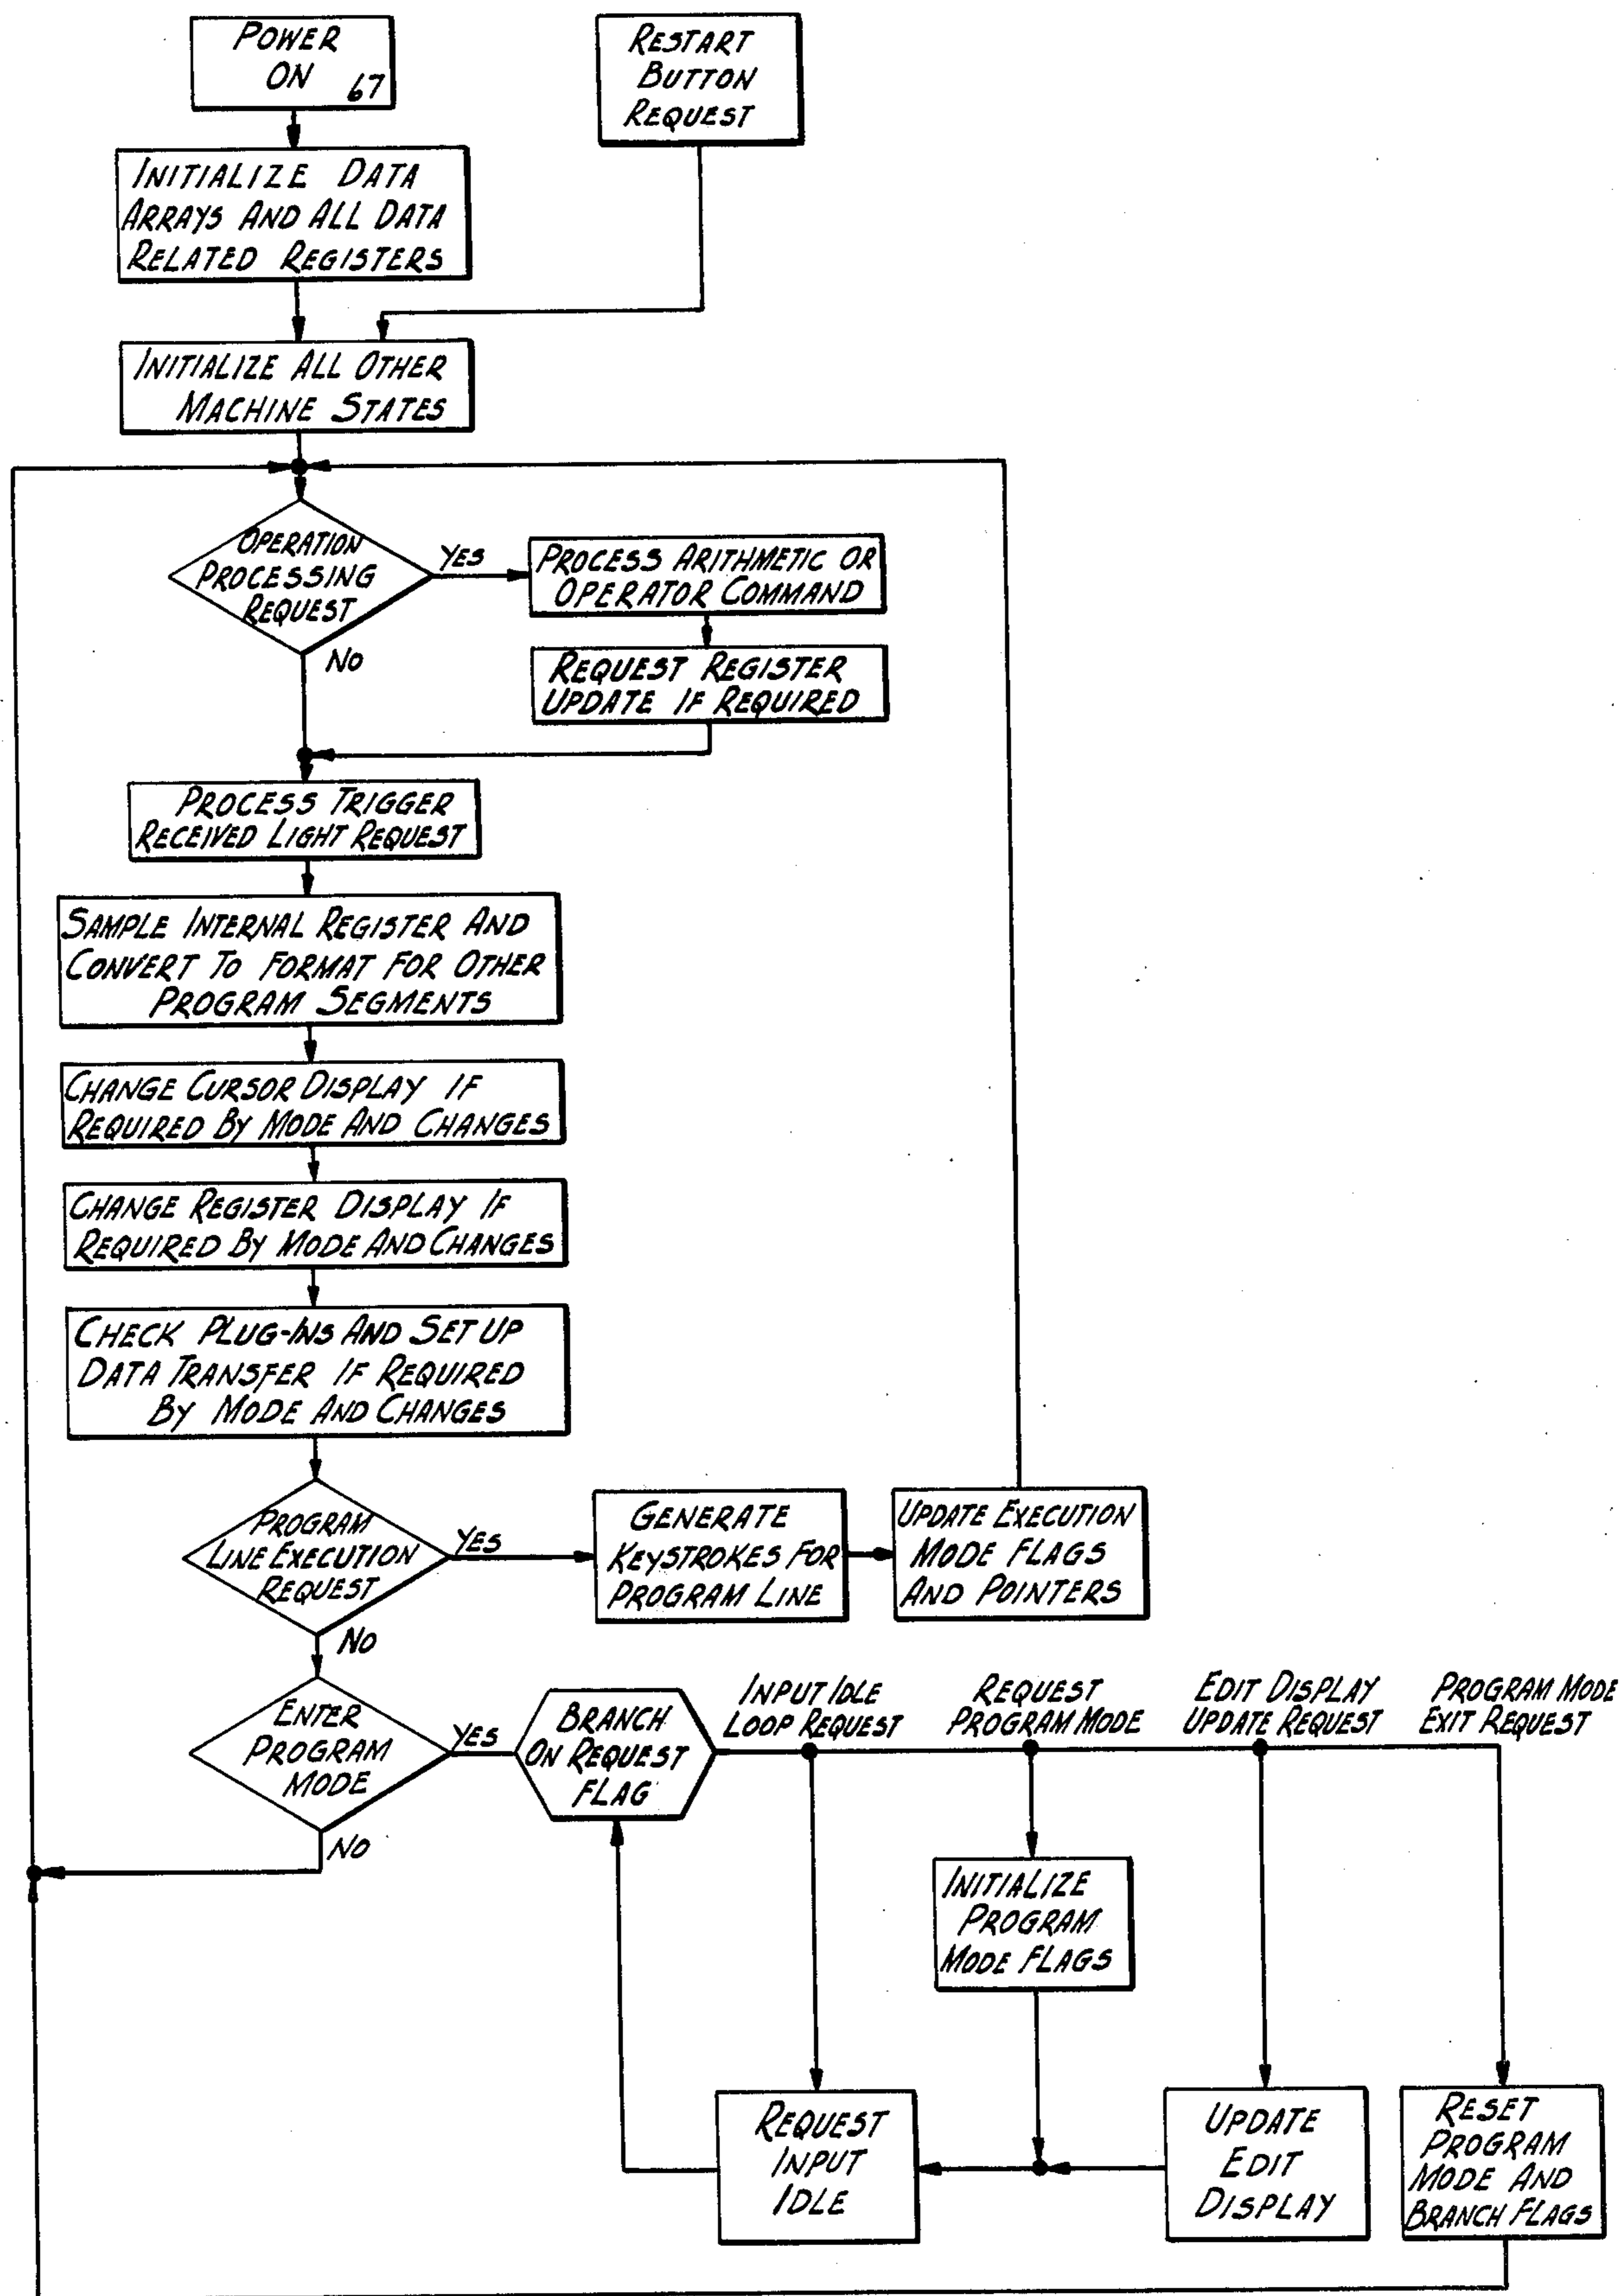 POWER
ON 67
RESTART
BUTTON
REQUEST
INITIALIZE DATA
ARRAYS AND ALL DATA
RELATED REGISTERS
INITIALIZE ALL OTHER
MACHINE STATES
OPERATION
PROCESSING
REQUEST
YES
PROCESS ARITHMETIC OR
OPERATOR COMMAND
NO
REQUEST REGISTER
UPDATE IF REQUIRED
PROCESS TRIGGER
RECEIVED LIGHT REQUEST
SAMPLE INTERNAL REGISTER AND
CONVERT TO FORMAT FOR OTHER
PROGRAM SEGMENTS
CHANGE CURSOR DISPLAY IF
REQUIRED BY MODE AND CHANGES
CHANGE REGISTER DISPLAY IF
REQUIRED BY MODE AND CHANGES
CHECK PLUG-INS AND SET UP
DATA TRANSFER IF REQUIRED
BY MODE AND CHANGES
PROGRAM
LINE EXECUTION
REQUEST
YES
GENERATE
KEYSTROKES FOR
PROGRAM LINE
UPDATE EXECUTION
MODE FLAGS
AND POINTERS
NO
ENTER
PROGRAM
MODE
YES
BRANCH
ON REQUEST
FLAG
INPUT IDLE
LOOP REQUEST
REQUEST
PROGRAM MODE
EDIT DISPLAY
UPDATE REQUEST
PROGRAM MODE
EXIT REQUEST
NO
INITIALIZE
PROGRAM
MODE FLAGS
REQUEST
INPUT
IDLE
UPDATE
EDIT
DISPLAY
RESET
PROGRAM
MODE AND
BRANCH FLAGS